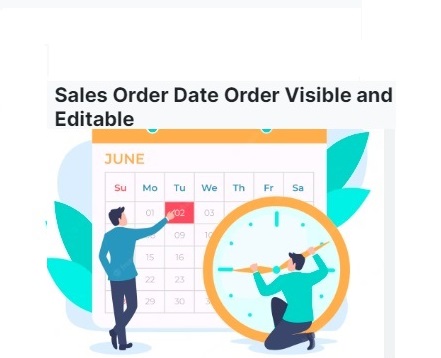 Sales Order Date Order Visible and
Editable
JUNE
Su Mo Tu We Th Fr Sa
01 02 03
09 10
15 16
22 23
29 30